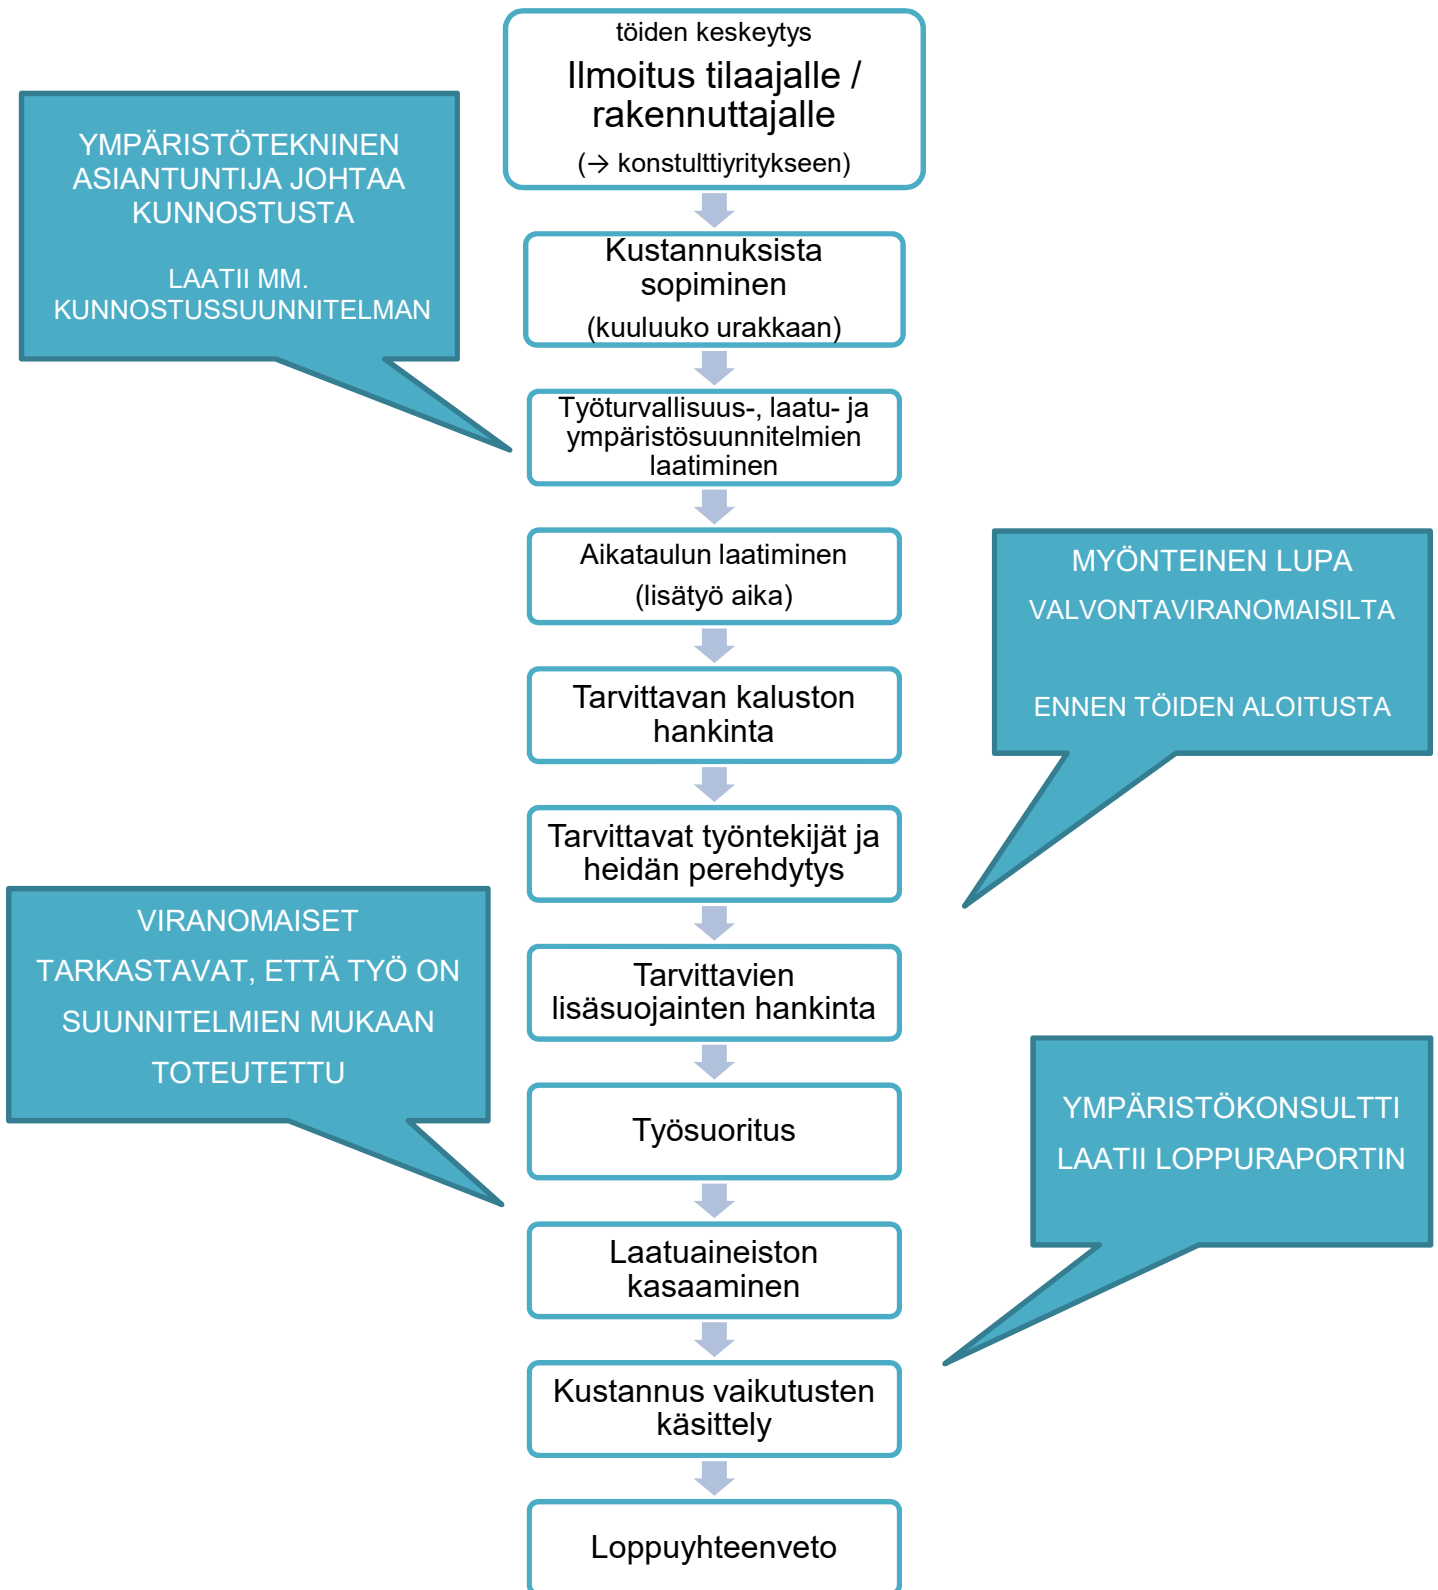 töiden keskeytys
Ilmoitus tilaajalle /
rakennuttajalle
(→ konstulttiyritykseen)
YMPÄRISTÖTEKNINEN
ASIANTUNTIJA JOHTAA
KUNNOSTUSTA
LAATII MM.
KUNNOSTUSSUUNNITELMAN
Kustannuksista
sopiminen
(kuuluuko urakkaan)
Työturvallisuus-, laatu- ja
ympäristösuunnitelmien
laatiminen
Aikataulun laatiminen
(lisätyö aika)
MYÖNTEINEN LUPA
VALVONTAVIRANOMAISILTA
ENNEN TÖIDEN ALOITUSTA
Tarvittavan kaluston
hankinta
Tarvittavat työntekijät ja
heidän perehdytys
VIRANOMAISET
TARKASTAVAT, ETTÄ TYÖ ON
SUUNNITELMIEN MUKAAN
TOTEUTETTU
Tarvittavien
lisäsuojainten hankinta
Työsuoritus
YMPÄRISTÖKONSULTTI
LAATII LOPPURAPORTIN
Laatuaineiston
kasaaminen
Kustannus vaikutusten
käsittely
Loppuyhteenveto